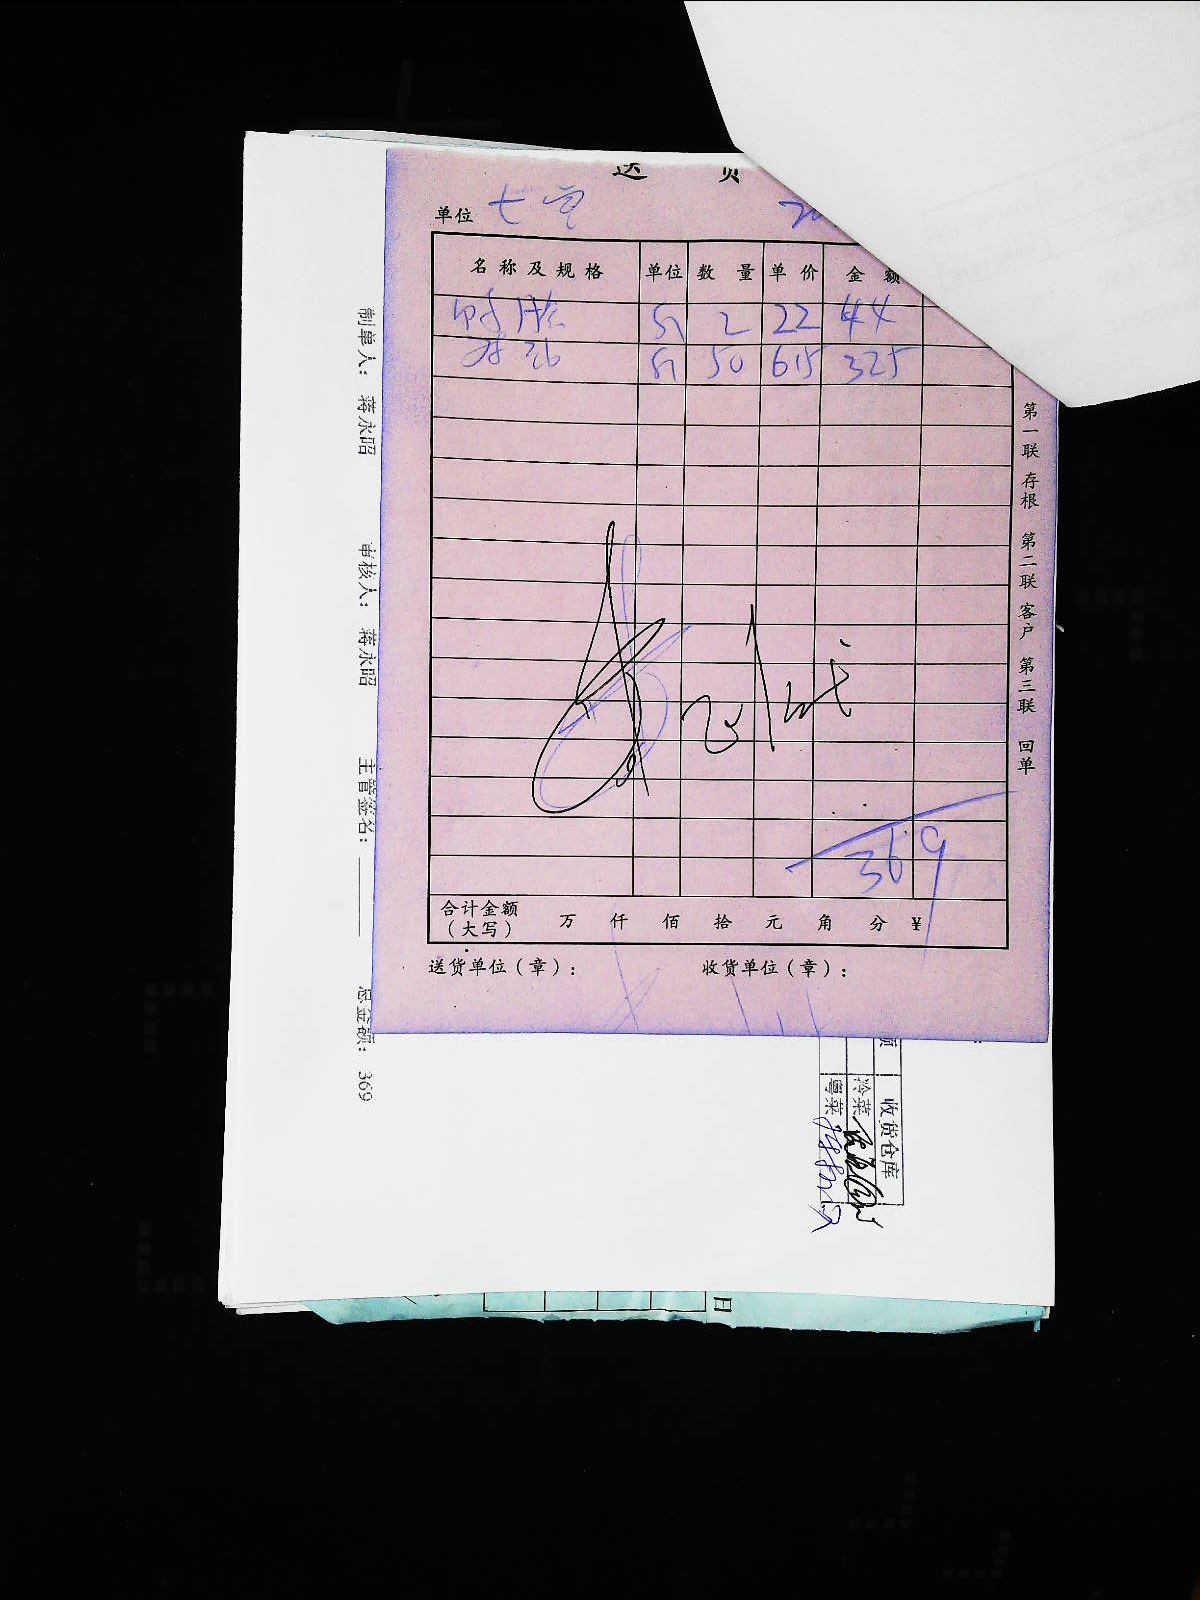 送 货
单位 七宝
名称及规格 单位 数量 单价 金额
斤 2 22 44
斤 50 6.5 325
369
合计金额（大写） 万 仟 佰 拾 元 角 分 ¥
送货单位（章）： 收货单位（章）：
第一联 存根 第二联 客户 第三联 回单
制单人： 蒋永昭 审核人： 蒋永昭 主管签名： 总金额： 369
额 收货仓库
冷菜
粤菜
日